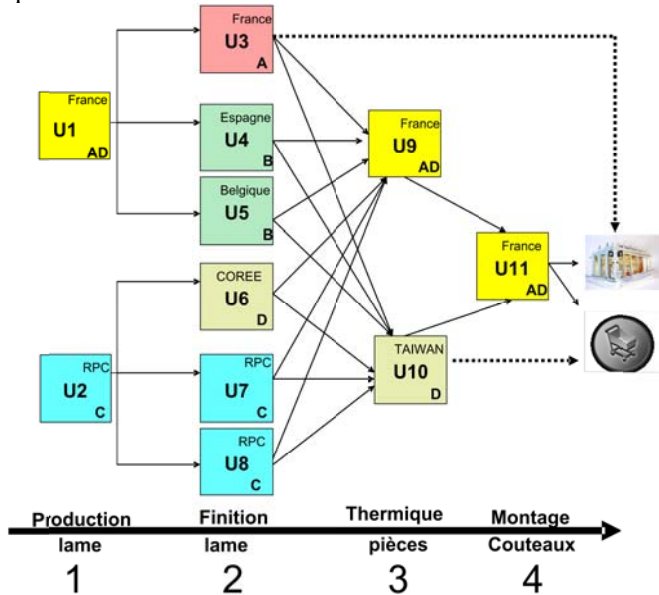 France
U3
A
France
U1
AD
Espagne
U4
B
France
U9
AD
Belgique
U5
B
France
U11
AD
COREE
U6
D
RPC
U2
C
RPC
U7
C
TAIWAN
U10
D
RPC
U8
C
Production
lame
1
Finition
lame
2
Thermique
pièces
3
Montage
Couteaux
4